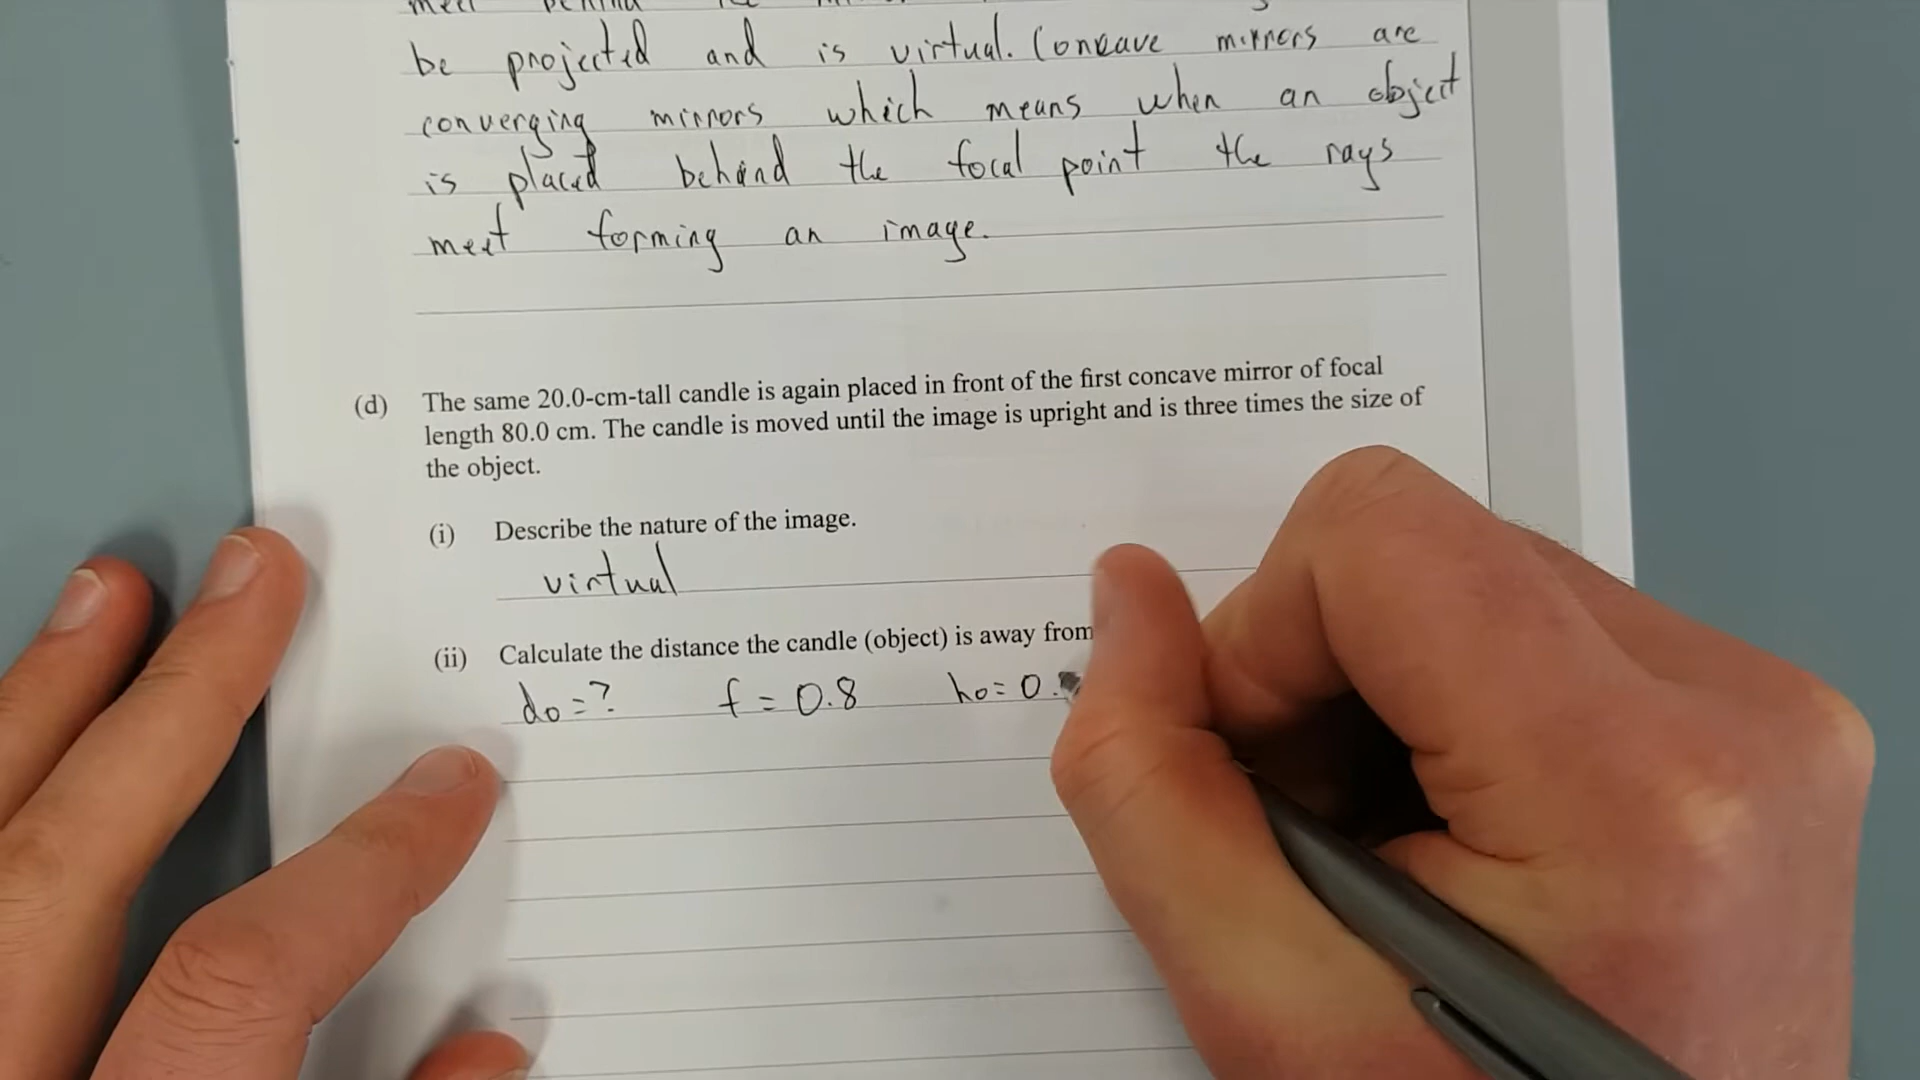 be projected and is virtual. Concave mirrors are
converging mirrors which means when an object
is placed behind the focal point the rays
meet forming an image.
(d) The same 20.0-cm-tall candle is again placed in front of the first concave mirror of focal
length 80.0 cm. The candle is moved until the image is upright and is three times the size of
the object.
(i) Describe the nature of the image.
virtual
(ii) Calculate the distance the candle (object) is away from
do = ? f = 0.8 ho = 0.